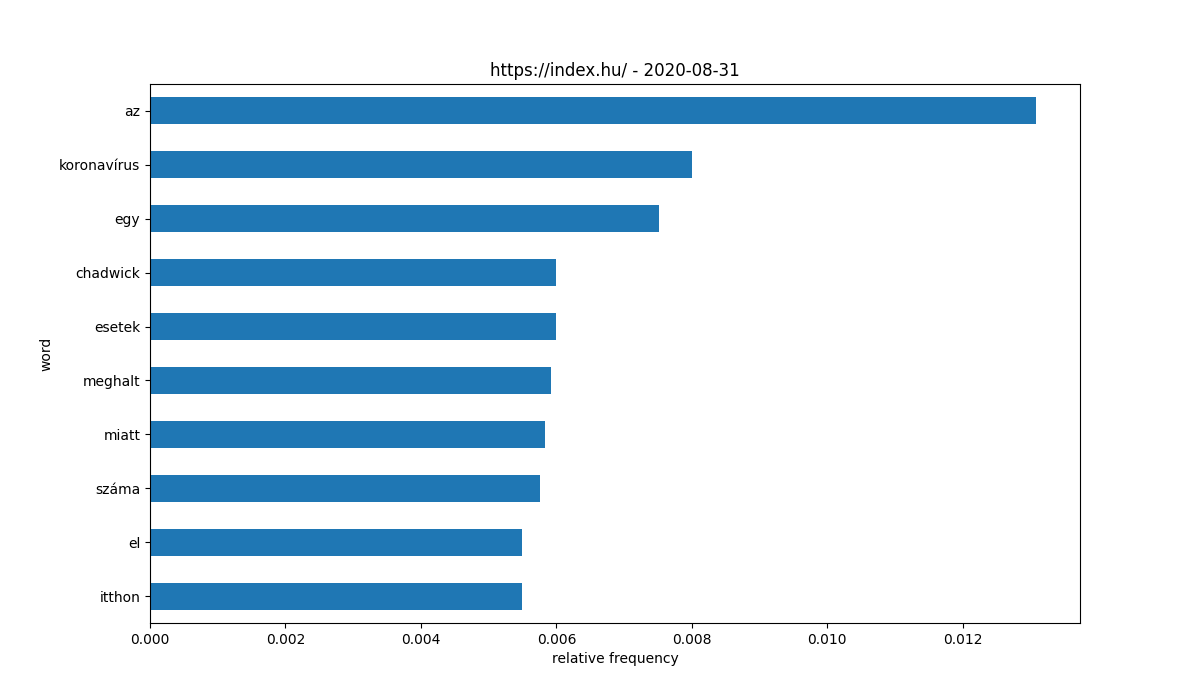 https://index.hu/ - 2020-08-31
az
koronavírus
egy
chadwick
esetek
meghalt
miatt
száma
el
itthon
word
0.000 0.002 0.004 0.006 0.008 0.010 0.012
relative frequency